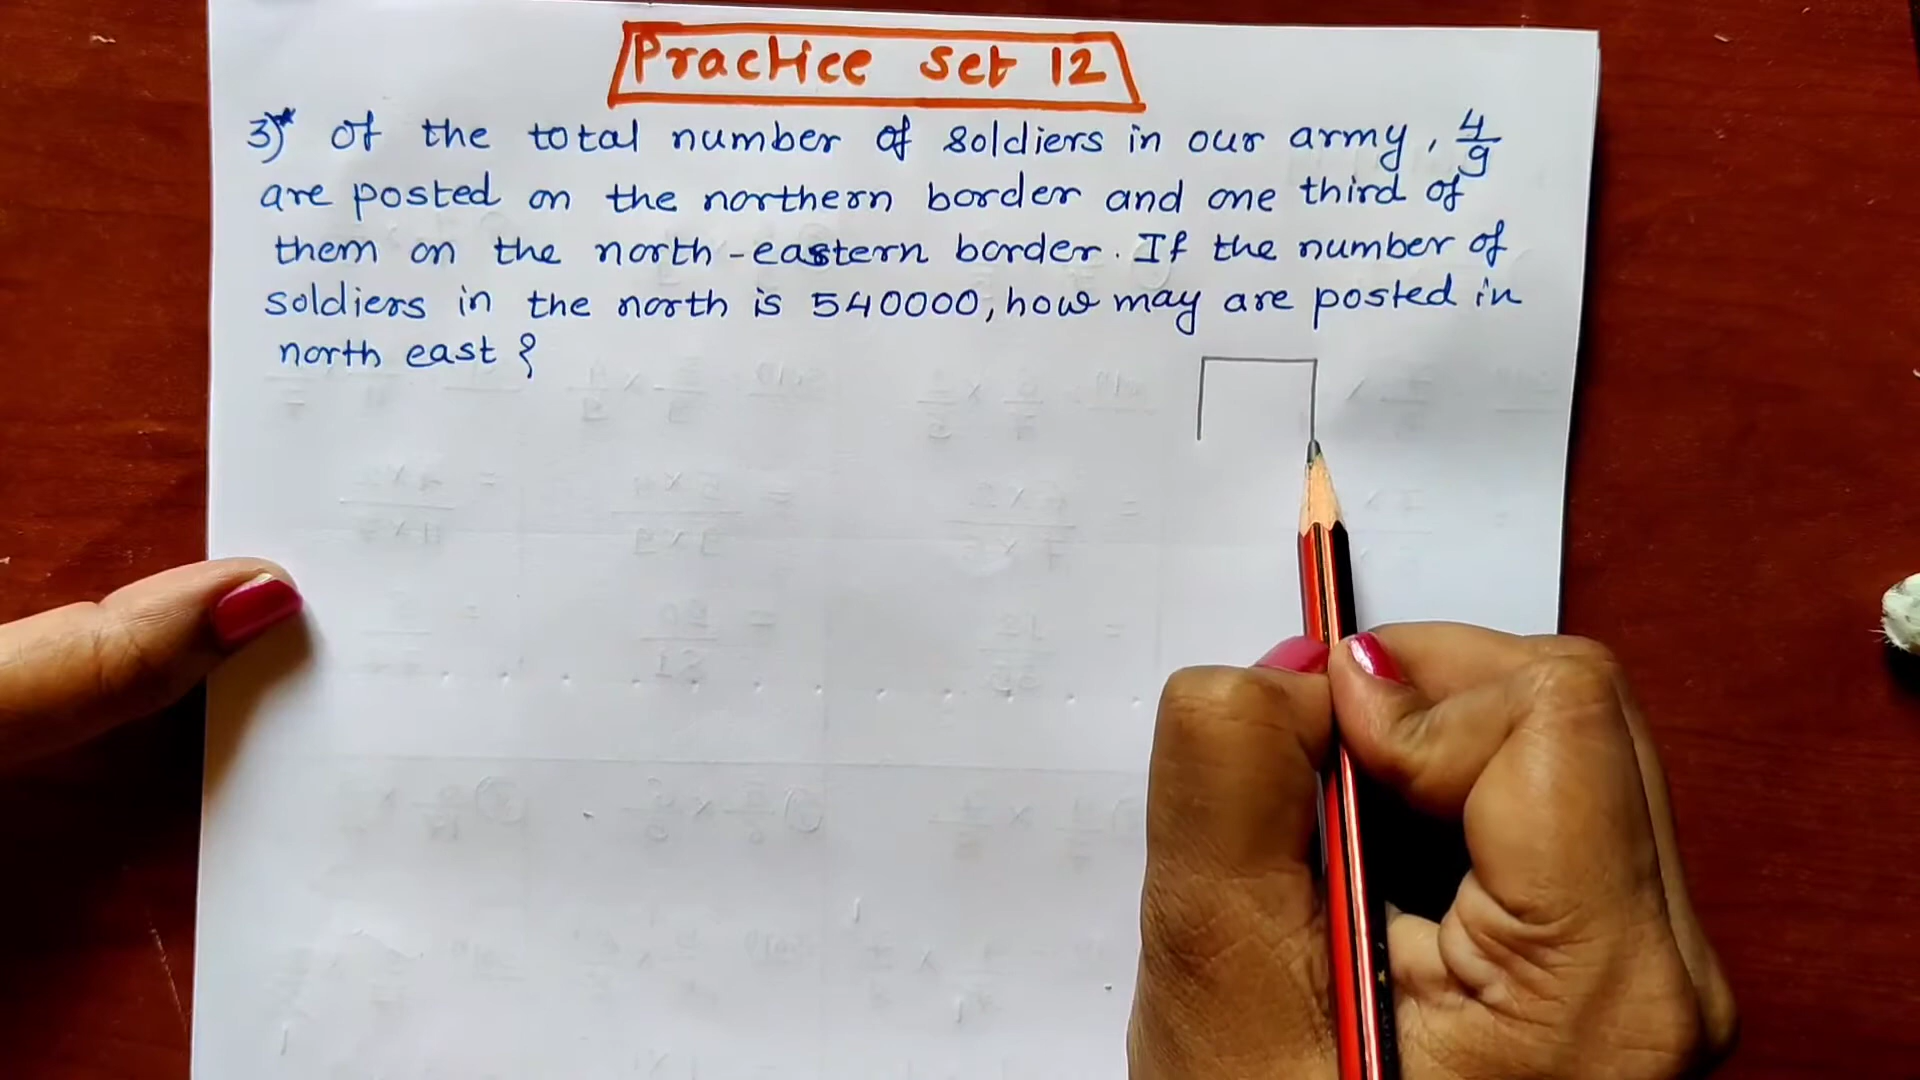 Practice Set 12
3)* Of the total number of soldiers in our army, 4/9
are posted on the northern border and one third of
them on the north-eastern border. If the number of
soldiers in the north is 540000, how may are posted in
north east ?